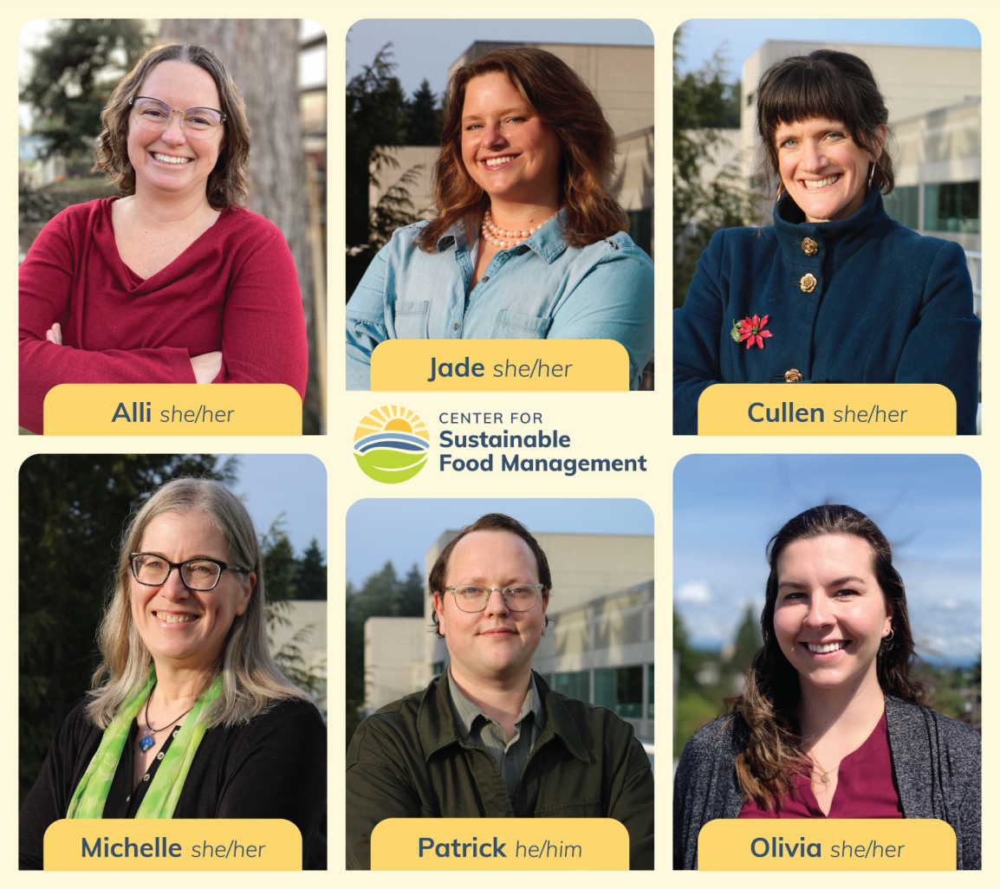 Alli she/her
Jade she/her
Cullen she/her
CENTER FOR
Sustainable
Food Management
Michelle she/her
Patrick he/him
Olivia she/her